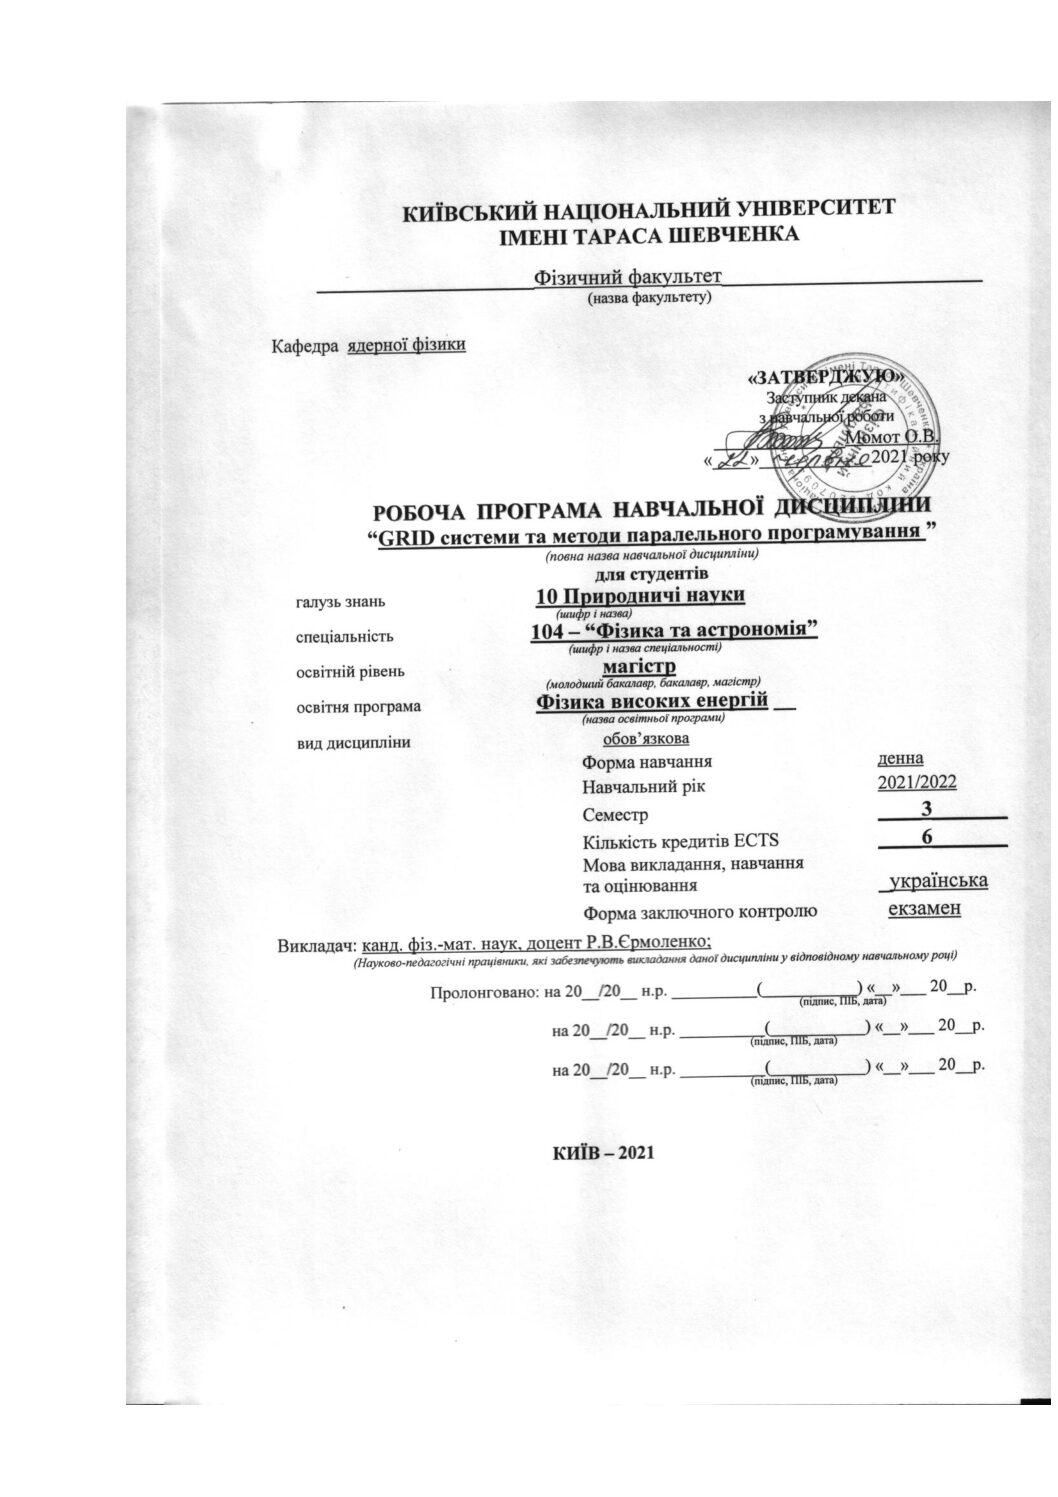 КИЇВСЬКИЙ НАЦІОНАЛЬНИЙ УНІВЕРСИТЕТ
ІМЕНІ ТАРАСА ШЕВЧЕНКА
Фізичний факультет
(назва факультету)
Кафедра ядерної фізики
«ЗАТВЕРДЖУЮ»
Заступник декана
з навчальної роботи
Момот О.В.
«22» червня 2021 року
РОБОЧА ПРОГРАМА НАВЧАЛЬНОЇ ДИСЦИПЛІНИ
“GRID системи та методи паралельного програмування ”
(повна назва навчальної дисципліни)
для студентів
галузь знань 10 Природничі науки
(шифр і назва)
спеціальність 104 – “Фізика та астрономія”
(шифр і назва спеціальності)
освітній рівень магістр
(молодший бакалавр, бакалавр, магістр)
освітня програма Фізика високих енергій __
(назва освітньої програми)
вид дисципліни обов’язкова
Форма навчання денна
Навчальний рік 2021/2022
Семестр 3
Кількість кредитів ECTS 6
Мова викладання, навчання
та оцінювання _українська
Форма заключного контролю екзамен
Викладач: канд. фіз.-мат. наук, доцент Р.В.Єрмоленко;
(Науково-педагогічні працівники, які забезпечують викладання даної дисципліни у відповідному навчальному році)
Пролонговано: на 20__/20__ н.р. __________(___________) «__»___ 20__р.
(підпис, ПІБ, дата)
на 20__/20__ н.р. __________(___________) «__»___ 20__р.
(підпис, ПІБ, дата)
на 20__/20__ н.р. __________(___________) «__»___ 20__р.
(підпис, ПІБ, дата)
КИЇВ – 2021